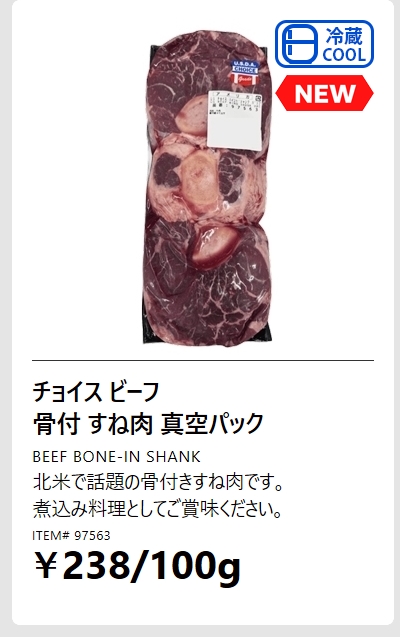 冷蔵
COOL
NEW
U.S.D.A.
CHOICE
チョイス ビーフ
骨付 すね肉 真空パック
BEEF BONE-IN SHANK
北米で話題の骨付きすね肉です。
煮込み料理としてご賞味ください。
ITEM# 97563
￥238/100g